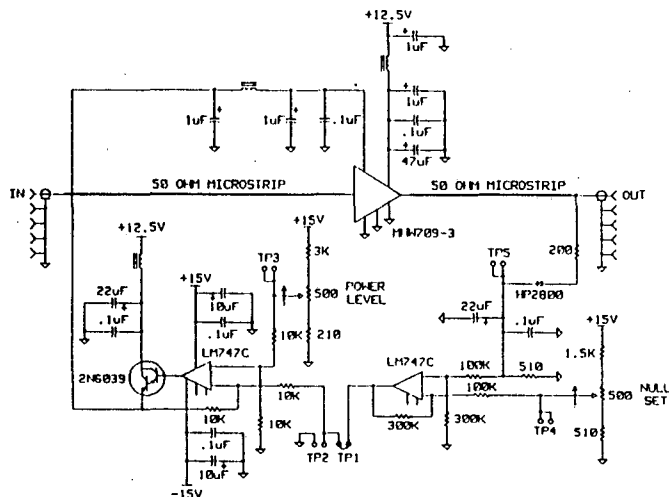 +12.5V
1uF
1uF
1uF
.1uF
1uF
.1uF
47uF
IN
50 OHM MICROSTRIP
50 OHM MICROSTRIP
OUT
MHW709-3
+12.5V
+15V
TP3
3K
TP5
200
+15V
22uF
10uF
500
POWER
LEVEL
HP2800
22uF
+15V
.1uF
.1uF
10K
210
.1uF
1.5K
LM747C
LM747C
100K
510
2N6039
100K
500
NULL
SET
10K
10K
10K
300K
300K
510
.1uF
TP2
TP1
TP4
10uF
-15V